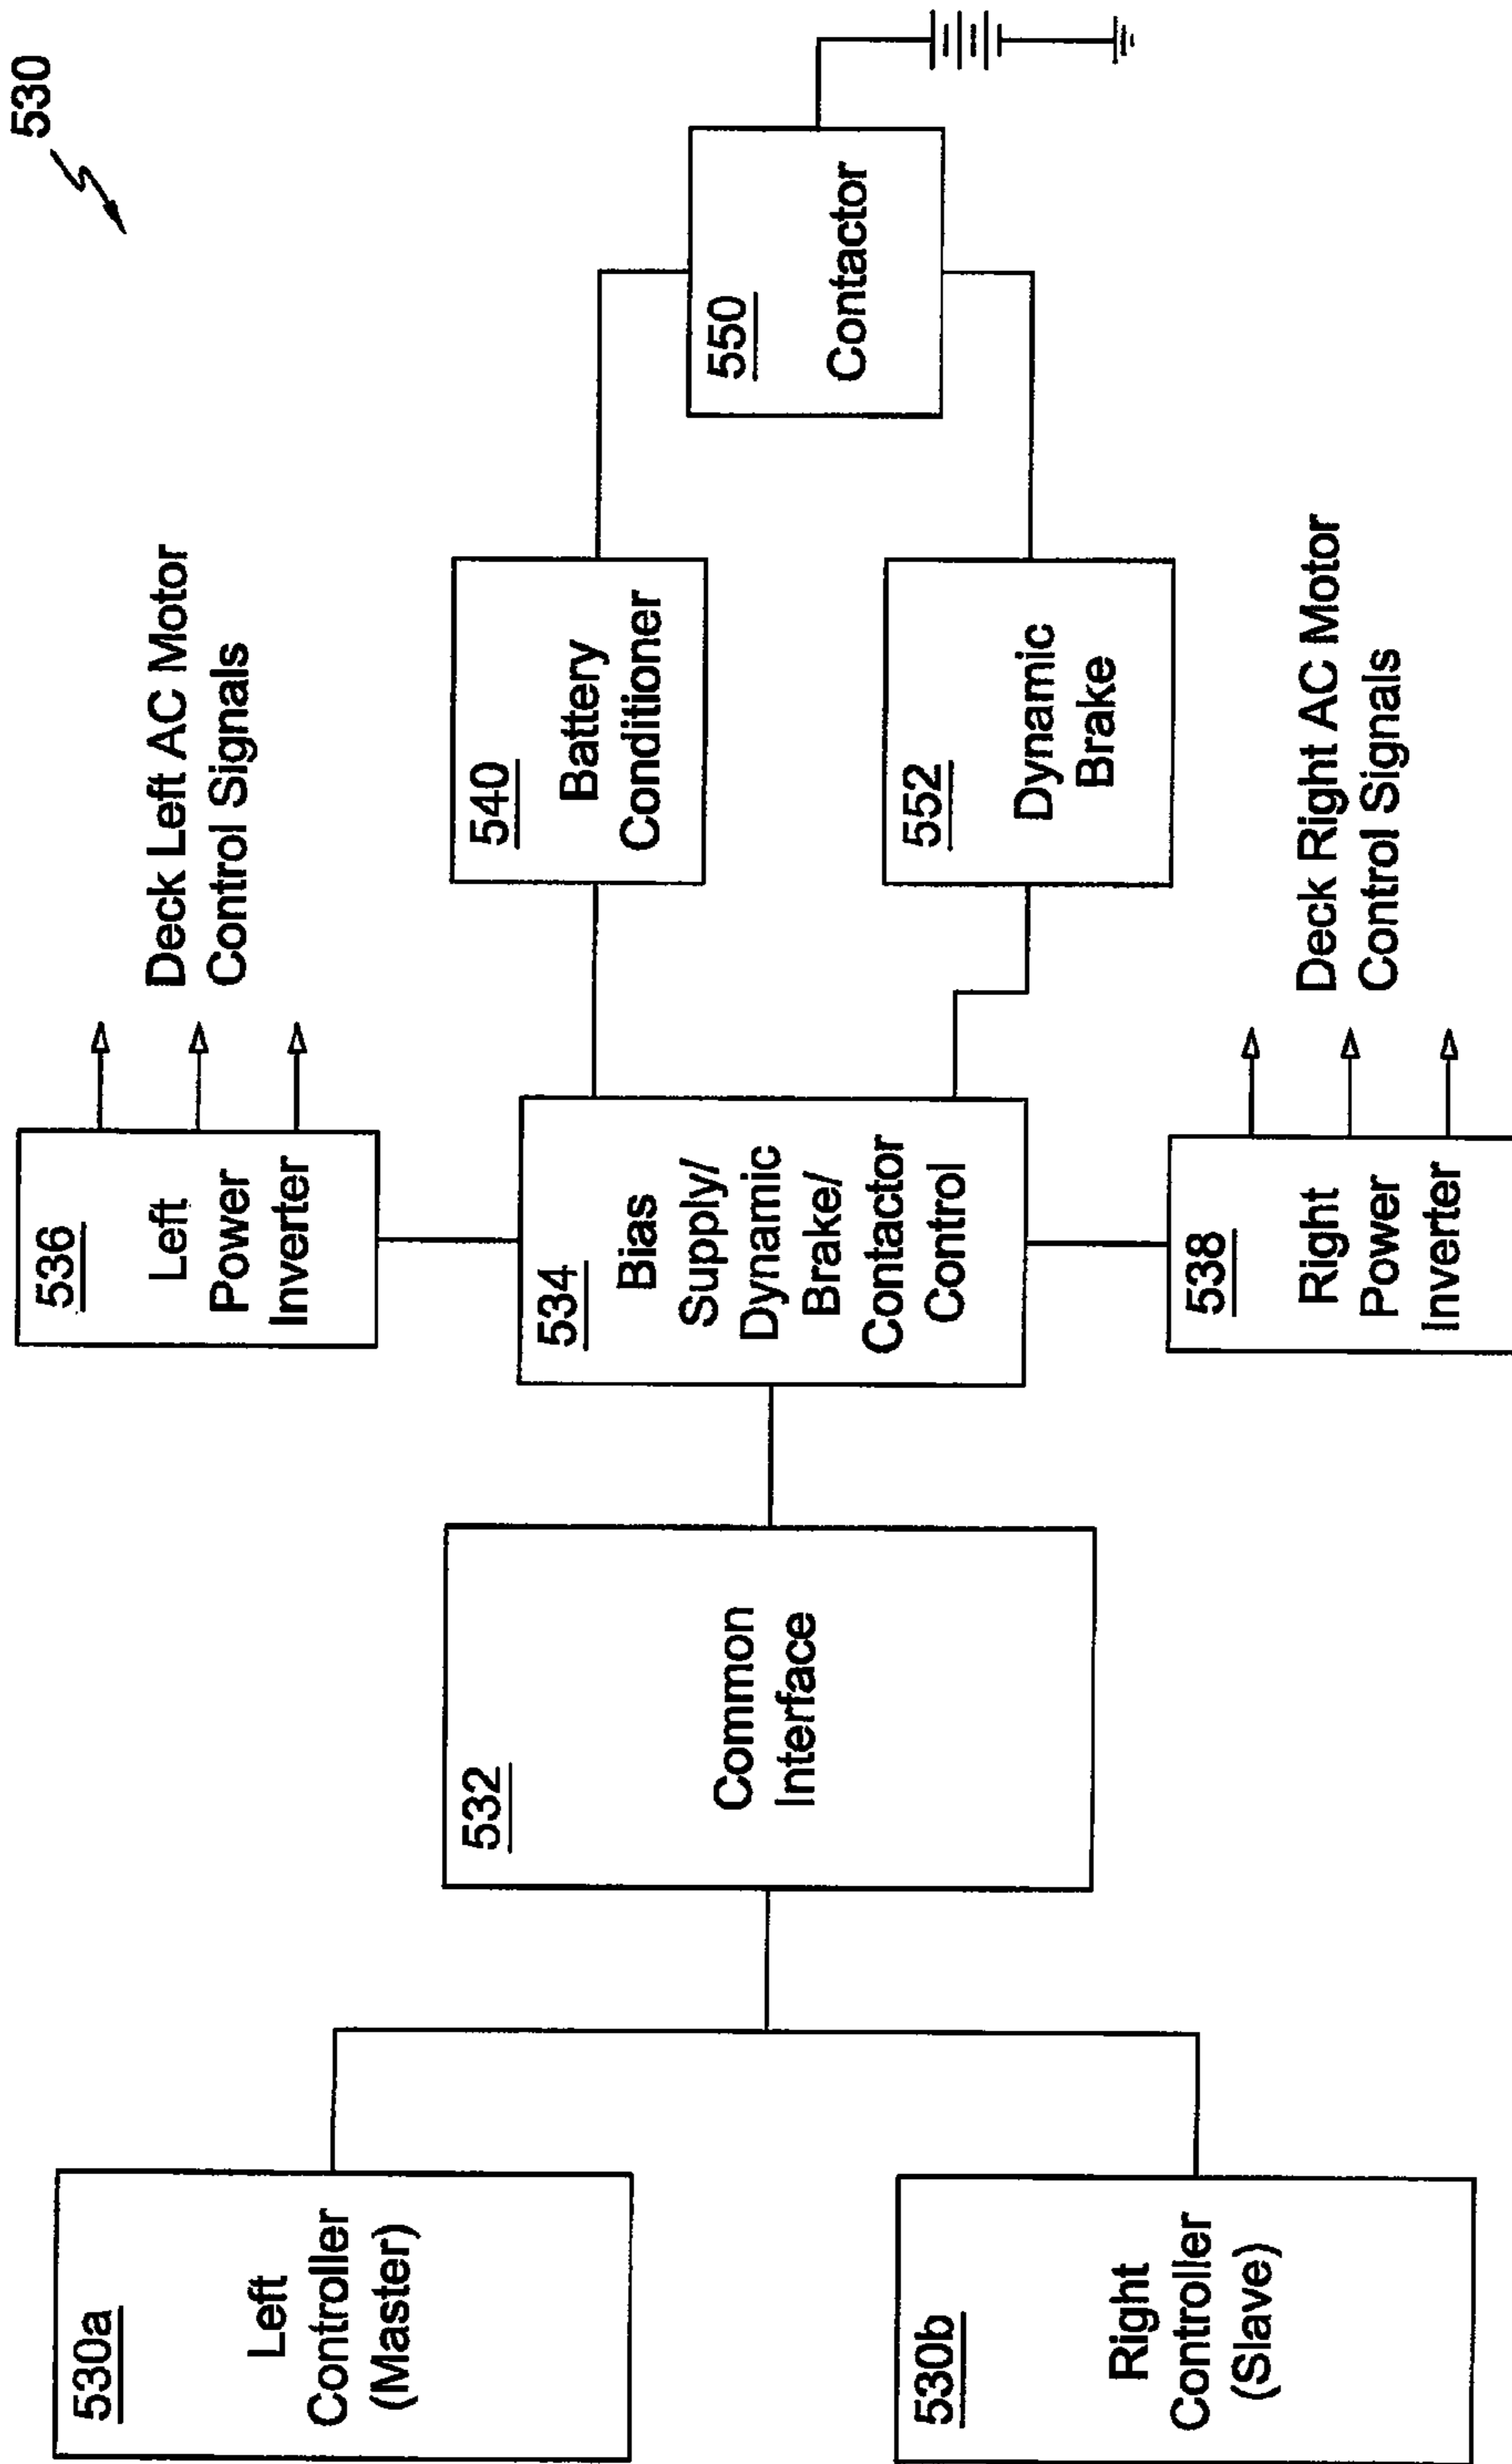 530
530a
Left
Controller
(Master)
530b
Right
Controller
(Slave)
532
Common
Interface
534
Bias
Supply/
Dynamic
Brake/
Contactor
Control
536
Left
Power
Inverter
Deck Left AC Motor
Control Signals
538
Right
Power
Inverter
Deck Right AC Motor
Control Signals
540
Battery
Conditioner
552
Dynamic
Brake
550
Contactor